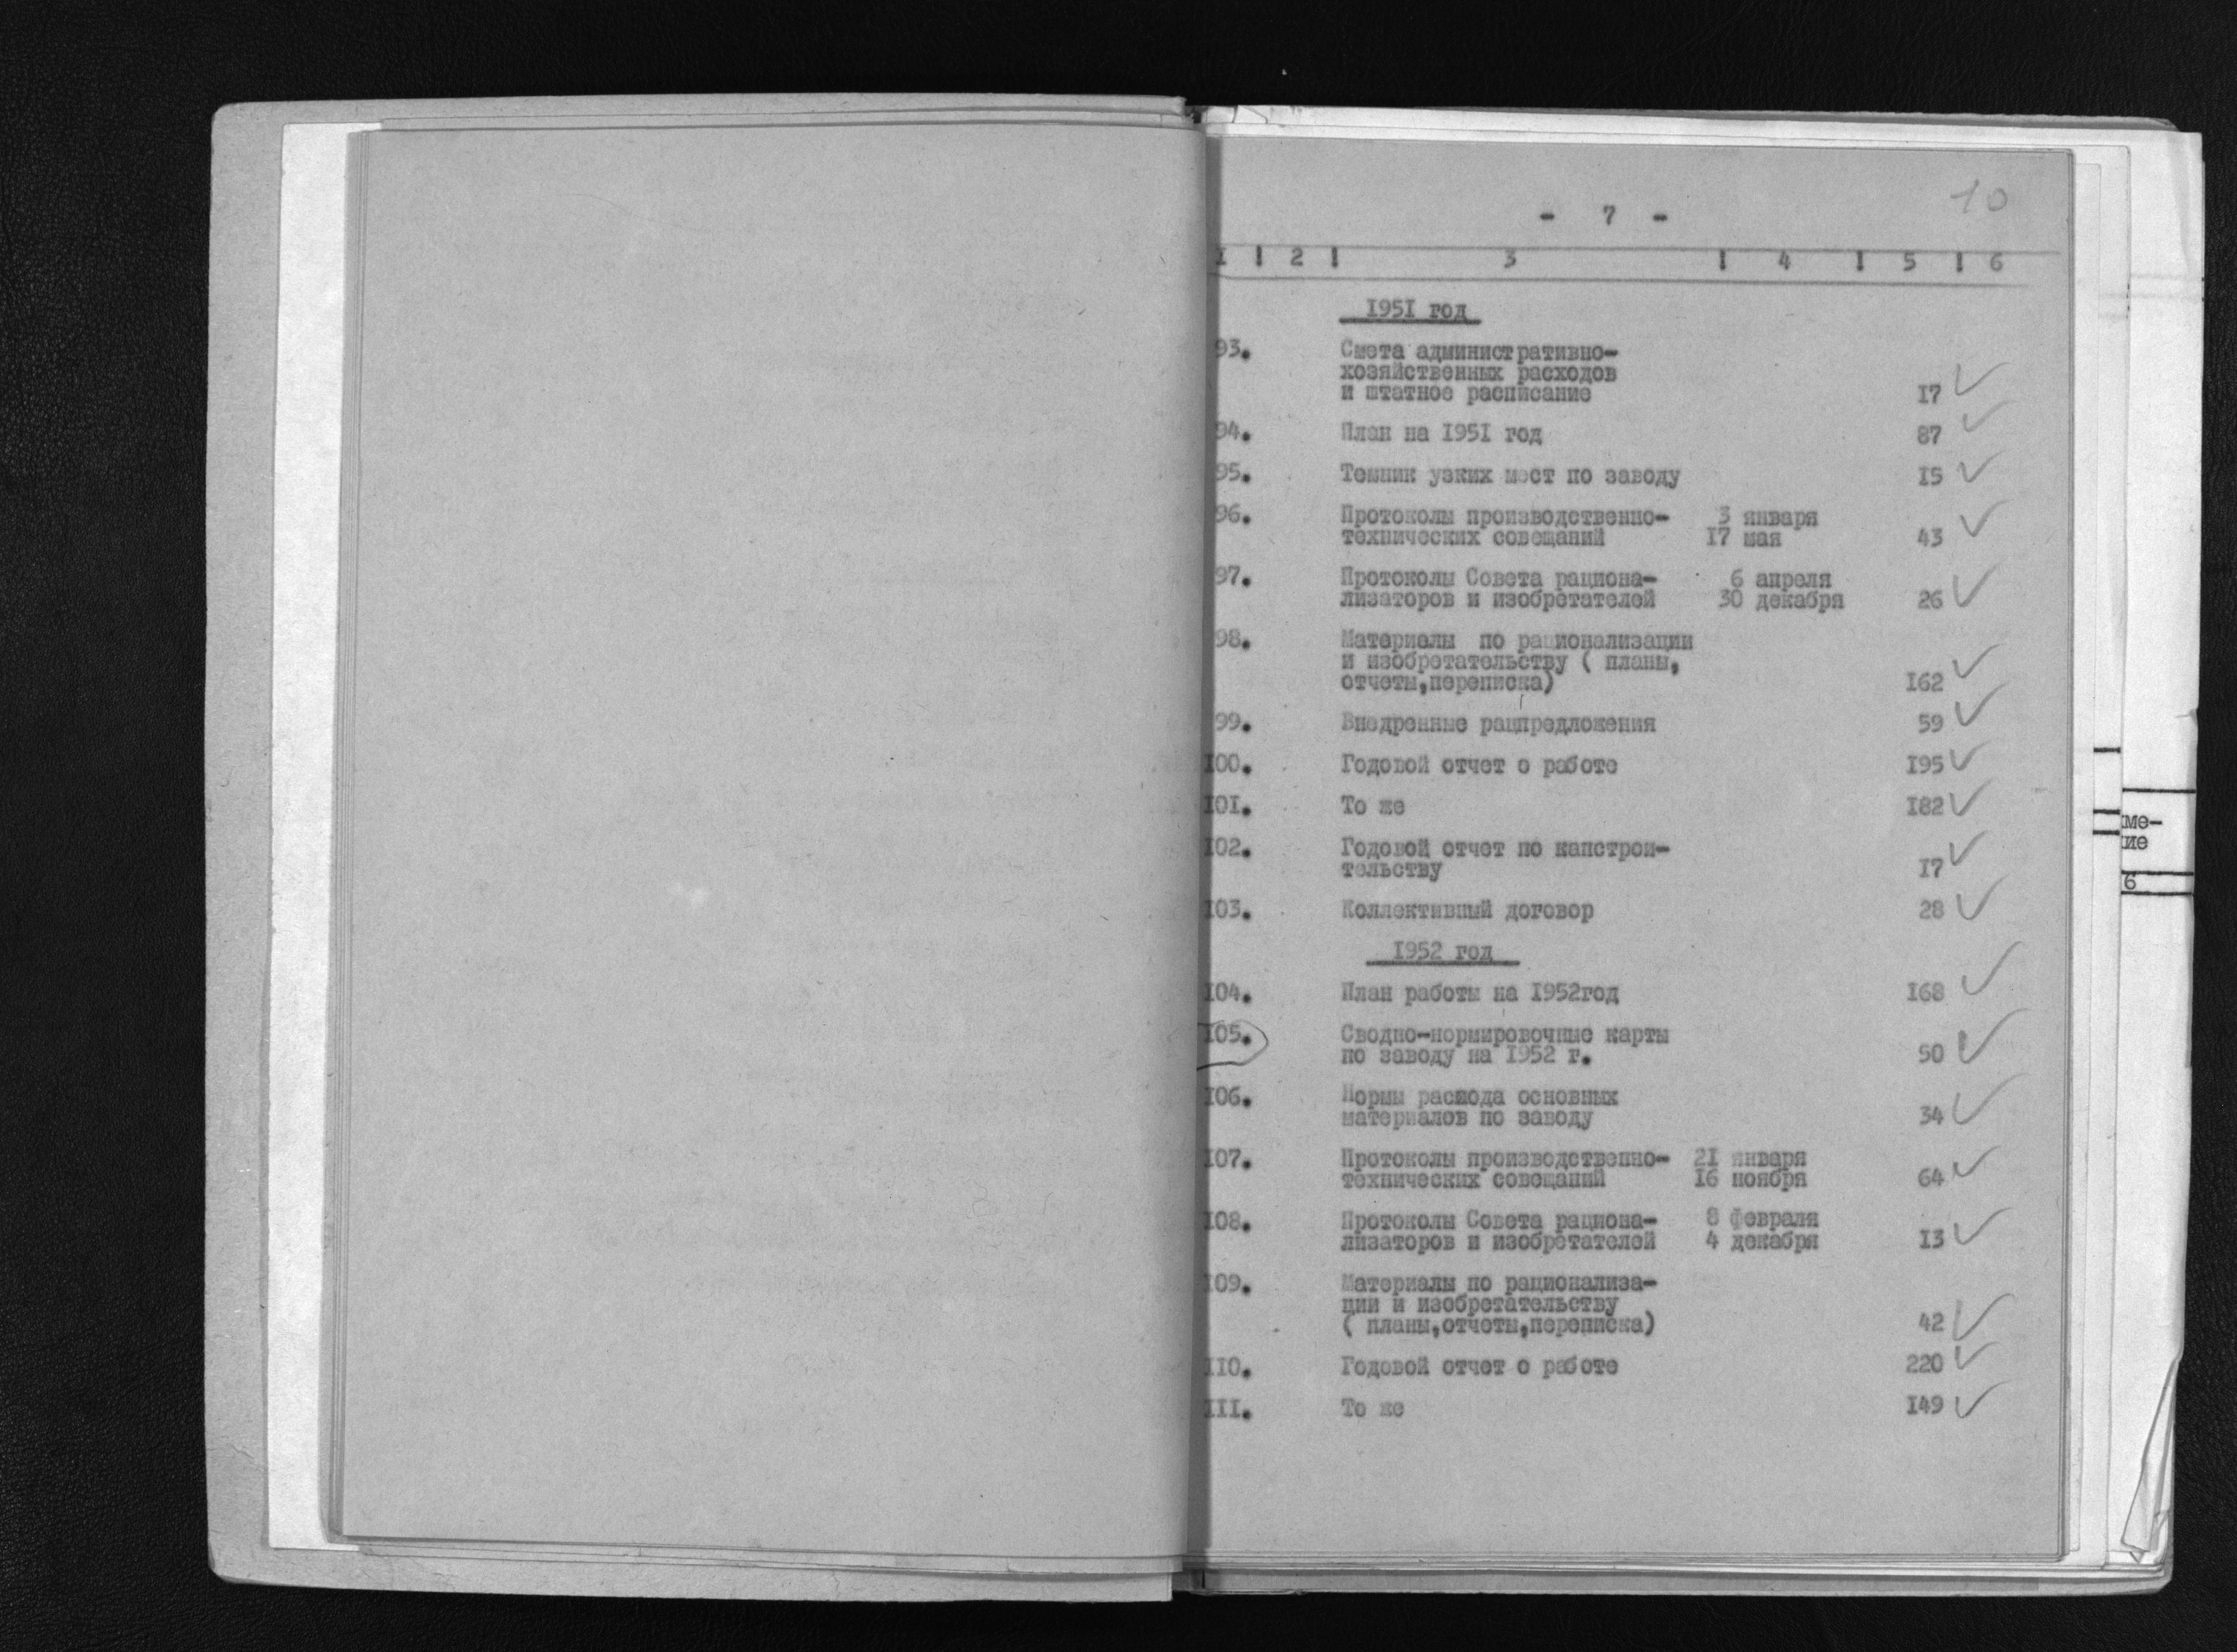 10
- 7 -
1 ! 2 ! 3 ! 4 ! 5 ! 6
1951 год
93. Смета административно-
хозяйственных расходов
и штатное расписание 17
94. План на 1951 год 87
95. Темник узких мест по заводу 15
96. Протоколы производственно- 3 января
технических совещаний 17 мая 43
97. Протоколы Совета рациона- 6 апреля
лизаторов и изобретателей 30 декабря 26
98. Материалы по рационализации
и изобретательству ( планы,
отчеты,переписка) 162
99. Внедренные рацпредложения 59
100. Годовой отчет о работе 195
101. То же 182
102. Годовой отчет по капстрои-
тельству 17
103. Коллективный договор 28
1952 год
104. План работы на 1952год 168
105. Сводно-нормировочные карты
по заводу на 1952 г. 50
106. Нормы расхода основных
материалов по заводу 34
107. Протоколы производственно- 21 января
технических совещаний 16 ноября 64
108. Протоколы Совета рациона- 8 февраля
лизаторов и изобретателей 4 декабря 13
109. Материалы по рационализа-
ции и изобретательству
( планы,отчеты,переписка) 42
110. Годовой отчет о работе 220
111. То же 149
ме-
ие
6